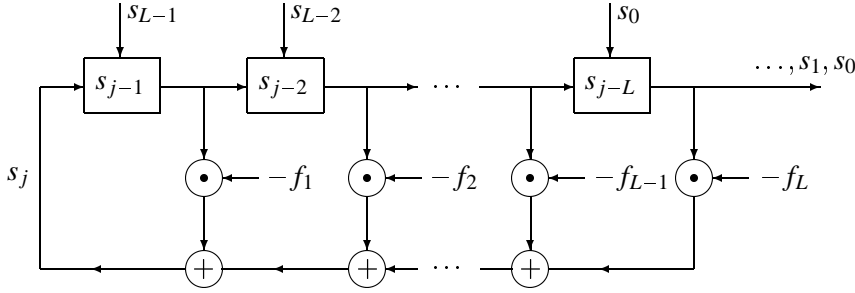 s_{L−1} s_{L−2} s_0
s_{j−1} s_{j−2} ··· s_{j−L} ..., s_1, s_0
s_j −f_1 −f_2 −f_{L−1} −f_L
+ + ··· +